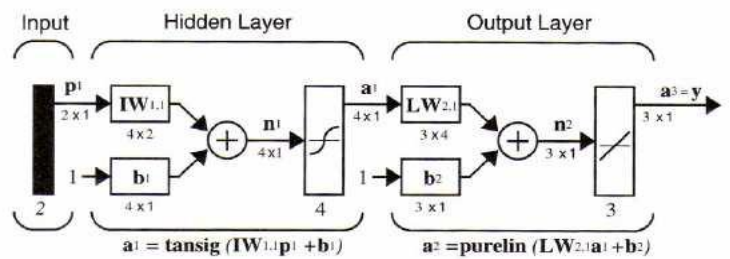 Input Hidden Layer Output Layer
p1 a1 a3 = y
IW1,1 LW2,1
2 x 1 n1 4 x 1 n2 3 x 1
4 x 2 3 x 4
4 x 1 3 x 1
1 b1 1 b2
2 4 x 1 4 3 x 1 3
a1 = tansig (IW1,1p1 +b1) a2 =purelin (LW2,1a1 +b2)